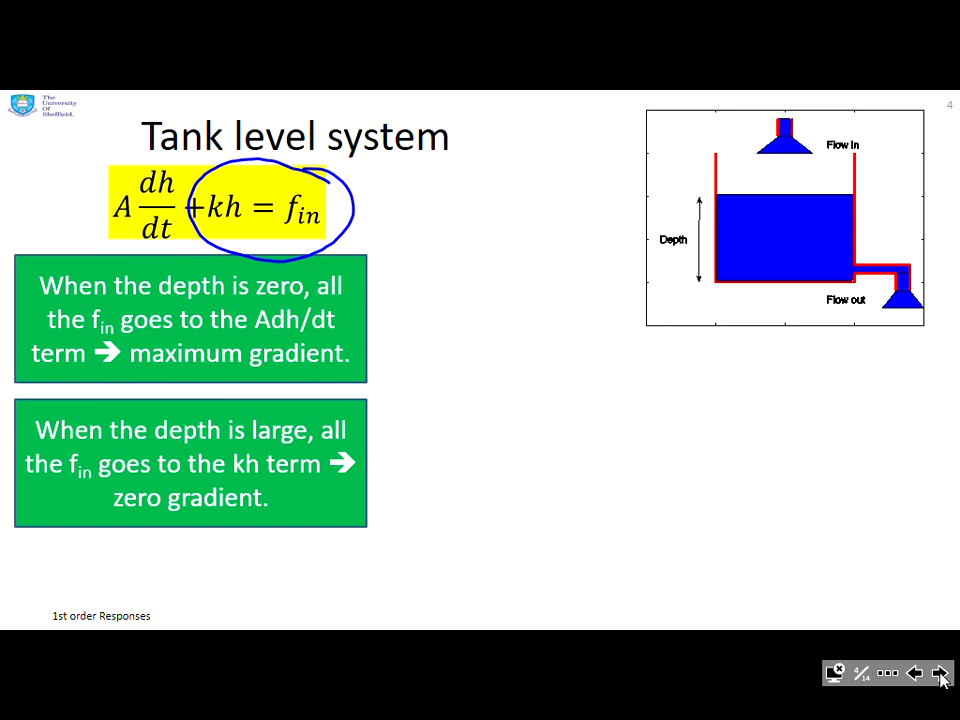 The
University
Of
Sheffield.
4
Tank level system
A dh/dt +kh = f_in
When the depth is zero, all
the f_in goes to the Adh/dt
term ➔ maximum gradient.
When the depth is large, all
the f_in goes to the kh term ➔
zero gradient.
Flow in
Depth
Flow out
1st order Responses
4/14